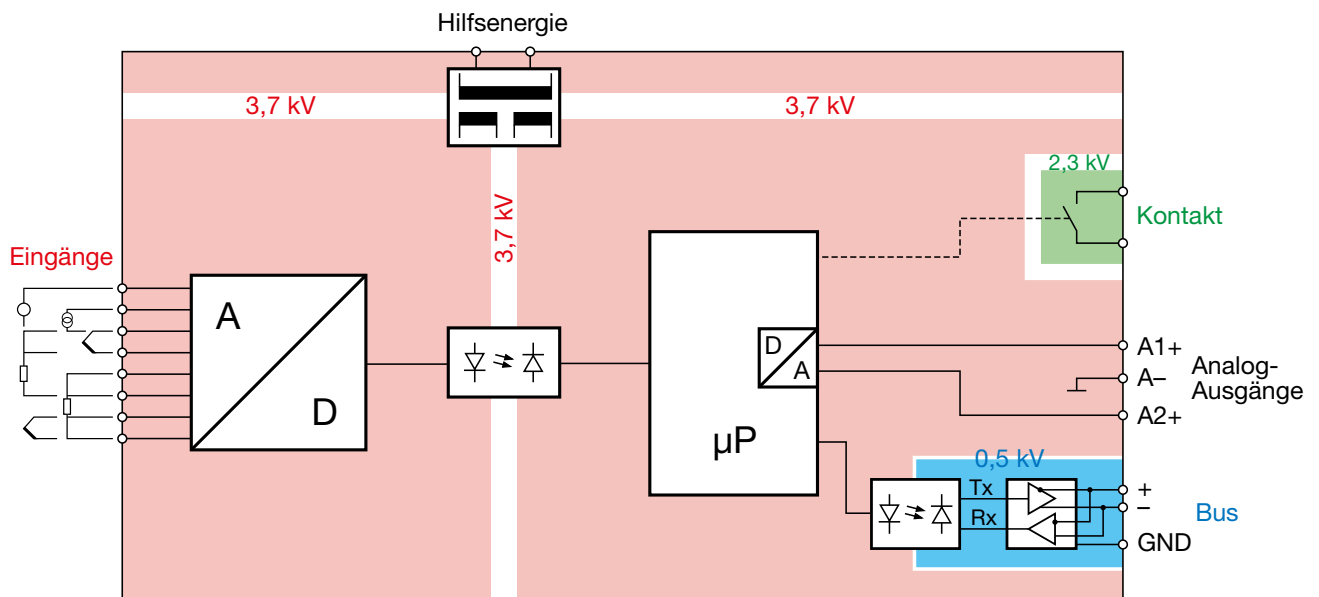 Hilfsenergie
3,7 kV
3,7 kV
2,3 kV
3,7 kV
Kontakt
Eingänge
A
D
D
A
µP
A1+
A–
A2+
Analog-
Ausgänge
0,5 kV
Tx
Rx
+
–
GND
Bus